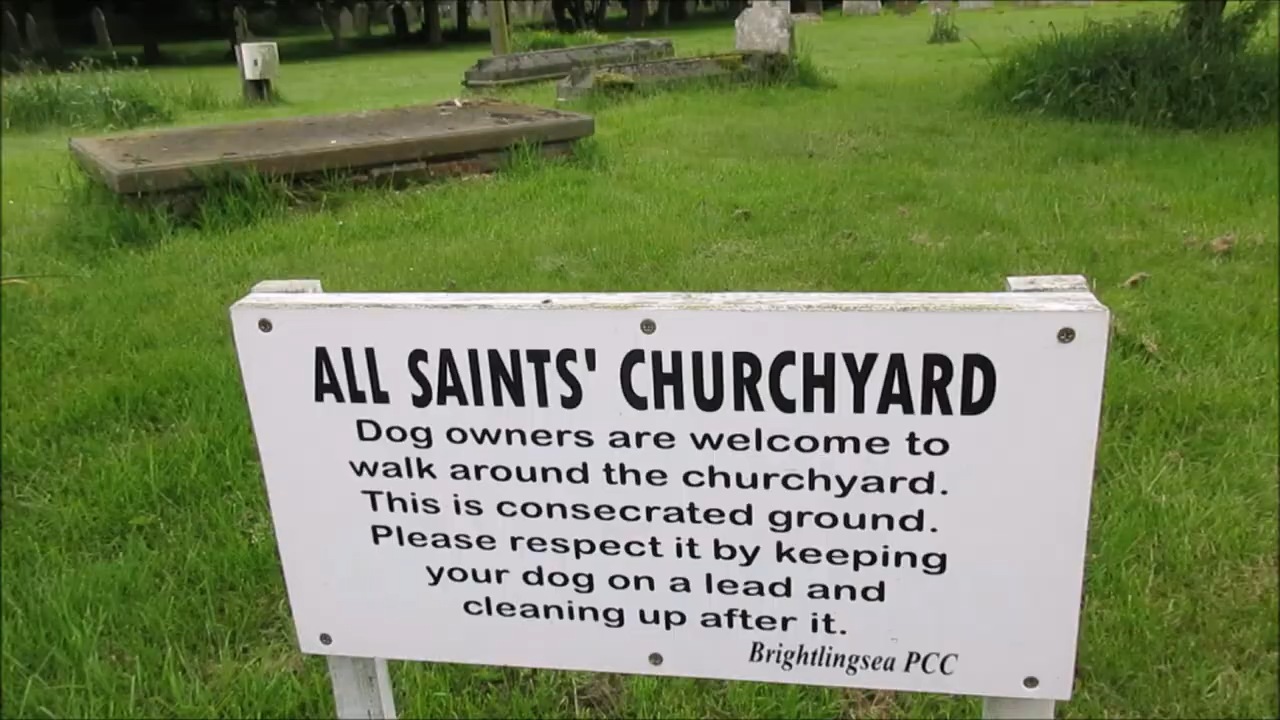 ALL SAINTS' CHURCHYARD
Dog owners are welcome to
walk around the churchyard.
This is consecrated ground.
Please respect it by keeping
your dog on a lead and
cleaning up after it.
Brightlingsea PCC